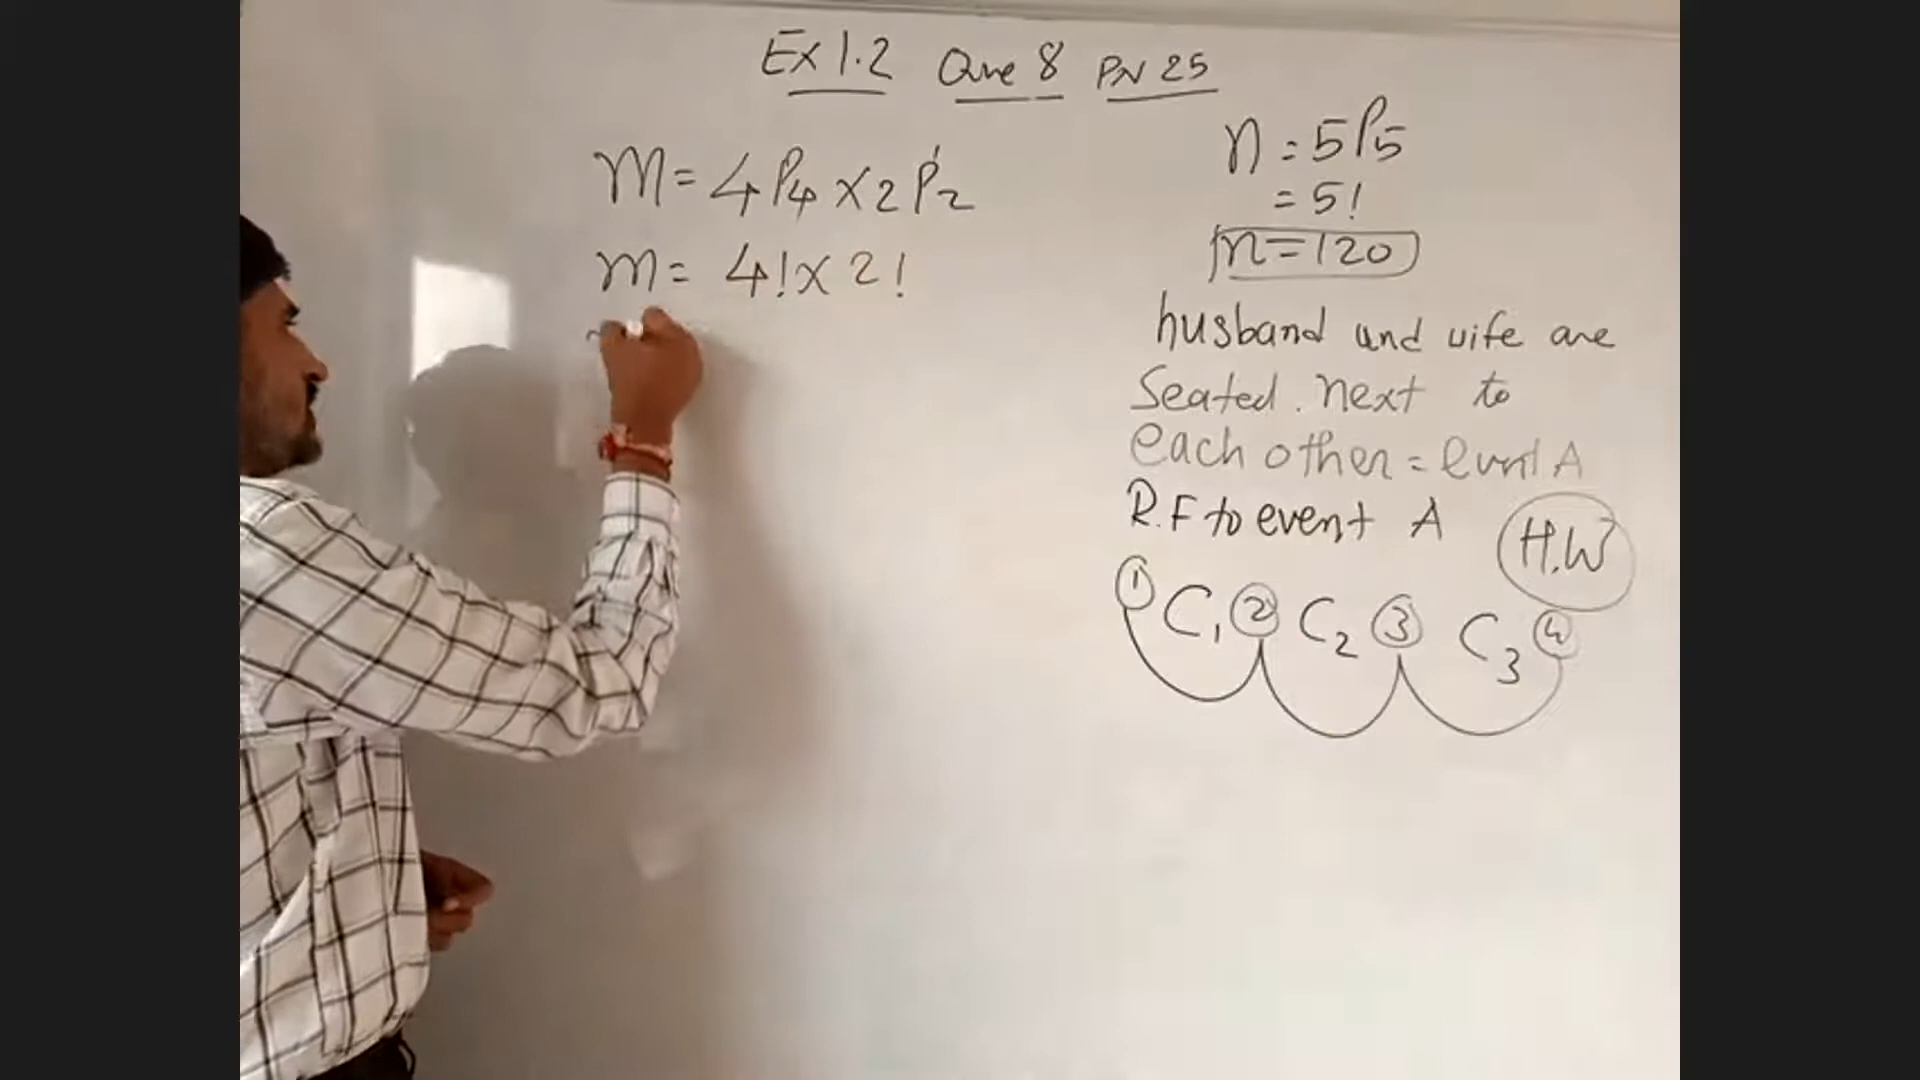 Ex 1.2 Que 8 PN 25
m = 4P4 x 2P2
m = 4! x 2!
n = 5P5
= 5!
n = 120
husband and wife are
Seated. next to
each other = event A
R.F to event A
H.W
1 C1 2 C2 3 C3 4